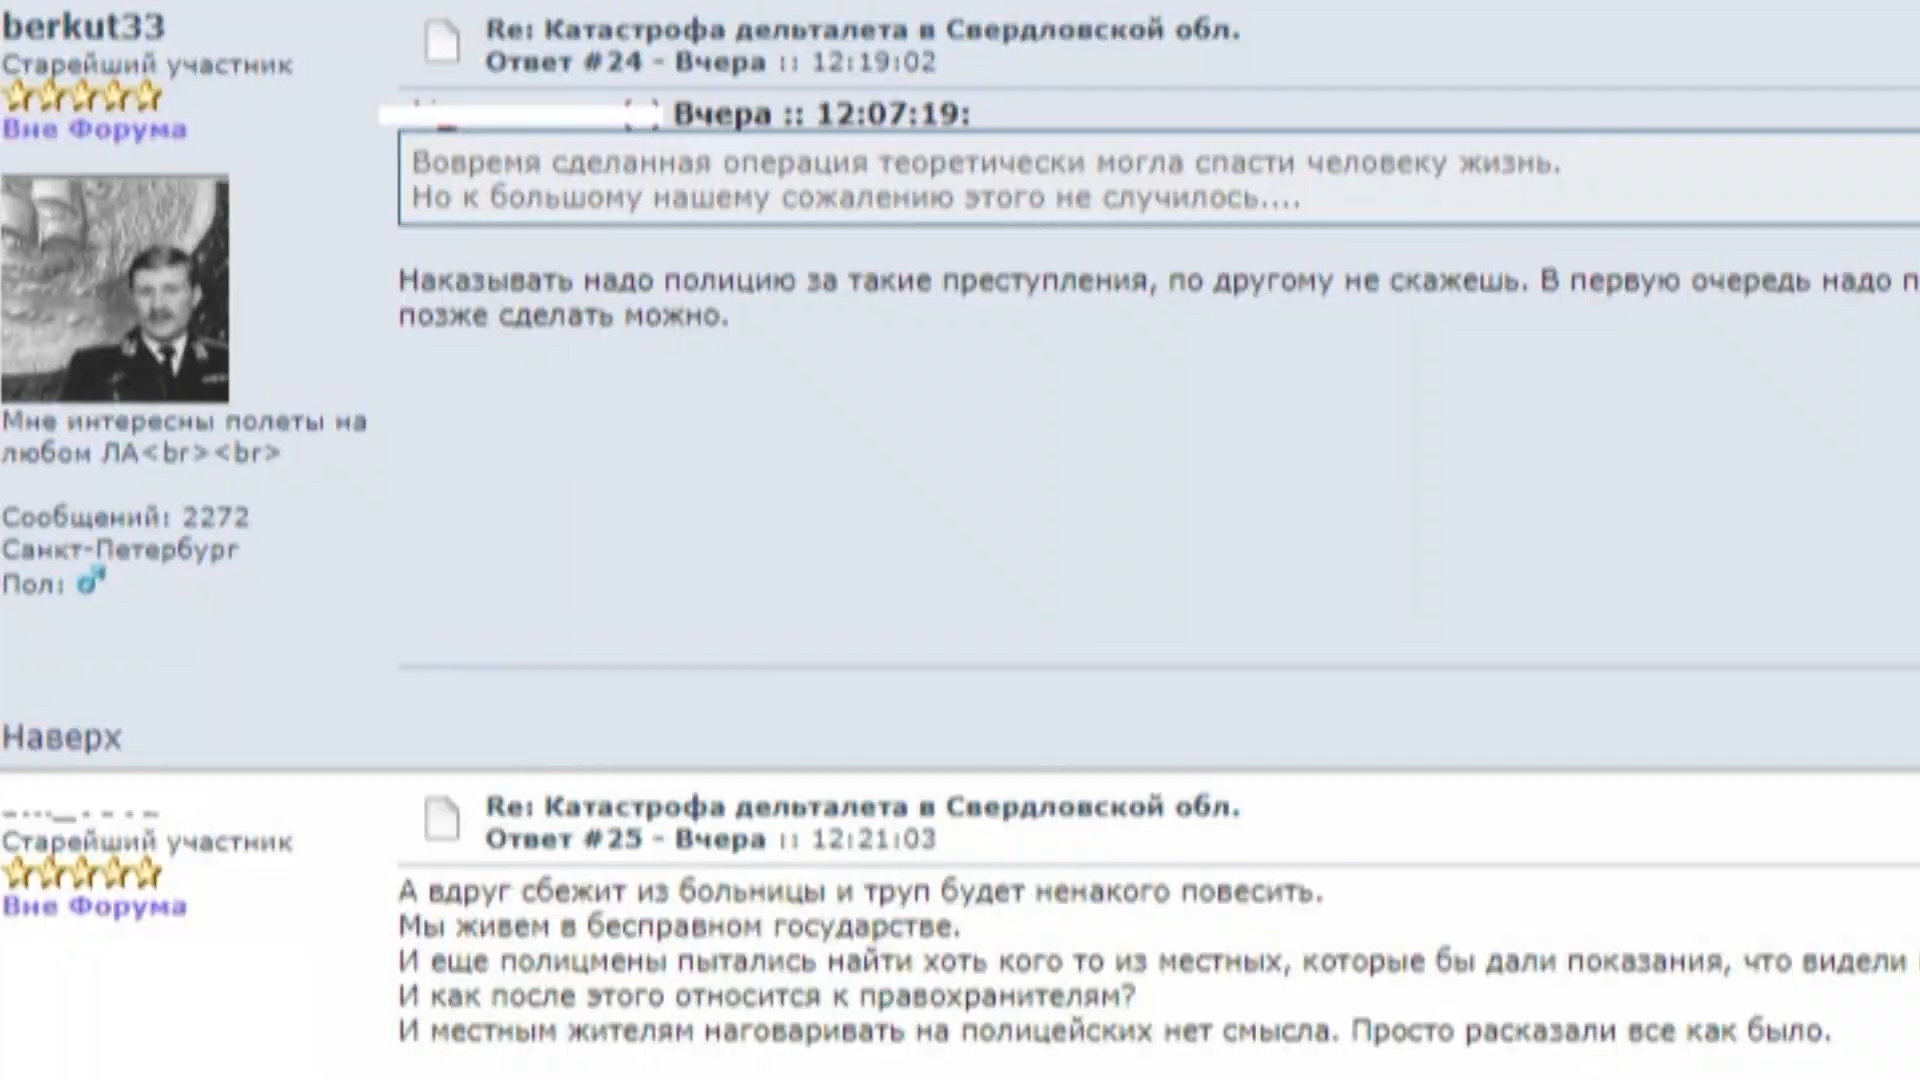 berkut33
Старейший участник
Вне Форума
Мне интересны полеты на
любом ЛА<br><br>
Сообщений: 2272
Санкт-Петербург
Пол:
Наверх
Re: Катастрофа дельталета в Свердловской обл.
Ответ #24 - Вчера :: 12:19:02
Вчера :: 12:07:19:
Вовремя сделанная операция теоретически могла спасти человеку жизнь.
Но к большому нашему сожалению этого не случилось....
Наказывать надо полицию за такие преступления, по другому не скажешь. В первую очередь надо п
позже сделать можно.
Старейший участник
Вне Форума
Re: Катастрофа дельталета в Свердловской обл.
Ответ #25 - Вчера :: 12:21:03
А вдруг сбежит из больницы и труп будет ненакого повесить.
Мы живем в бесправном государстве.
И еще полицмены пытались найти хоть кого то из местных, которые бы дали показания, что видели
И как после этого относится к правохранителям?
И местным жителям наговаривать на полицейских нет смысла. Просто расказали все как было.